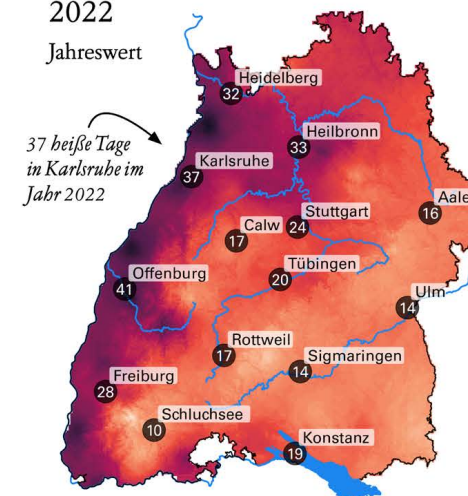 2022
Jahreswert
37 heiße Tage
in Karlsruhe im
Jahr 2022
Heidelberg
32
Heilbronn
33
Karlsruhe
37
Stuttgart
24
Aale
16
Calw
17
Tübingen
20
Offenburg
41
Ulm
14
Rottweil
17
Sigmaringen
14
Freiburg
28
Schluchsee
10
Konstanz
19